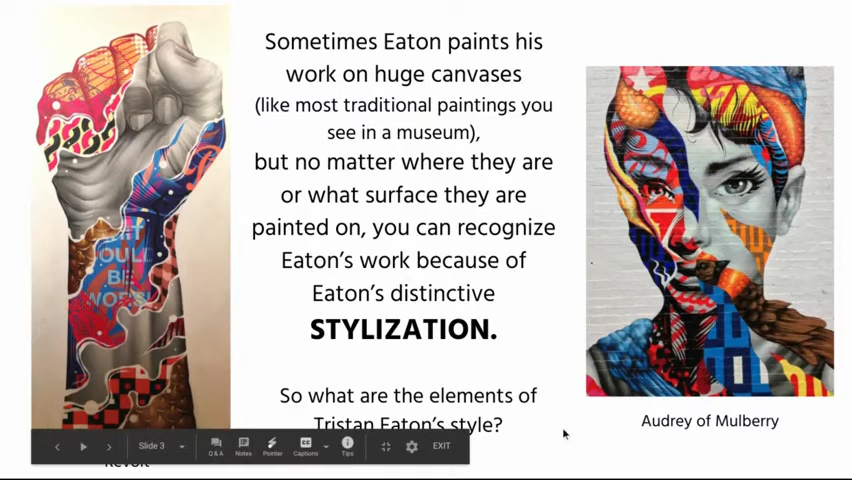 Sometimes Eaton paints his
work on huge canvases
(like most traditional paintings you
see in a museum),
but no matter where they are
or what surface they are
painted on, you can recognize
Eaton's work because of
Eaton's distinctive
STYLIZATION.
So what are the elements of
Tristan Eaton's style?
Audrey of Mulberry
Revolt
BE
Slide 3
Q & A
Notes
Pointer
Captions
Tips
EXIT